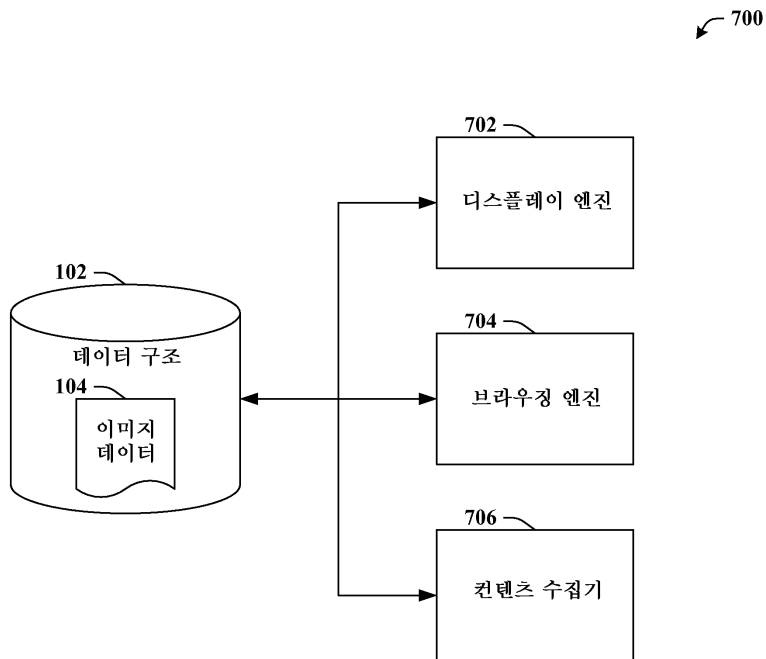 700
702
디스플레이 엔진
102
데이터 구조
104
이미지
데이터
704
브라우징 엔진
706
컨텐츠 수집기